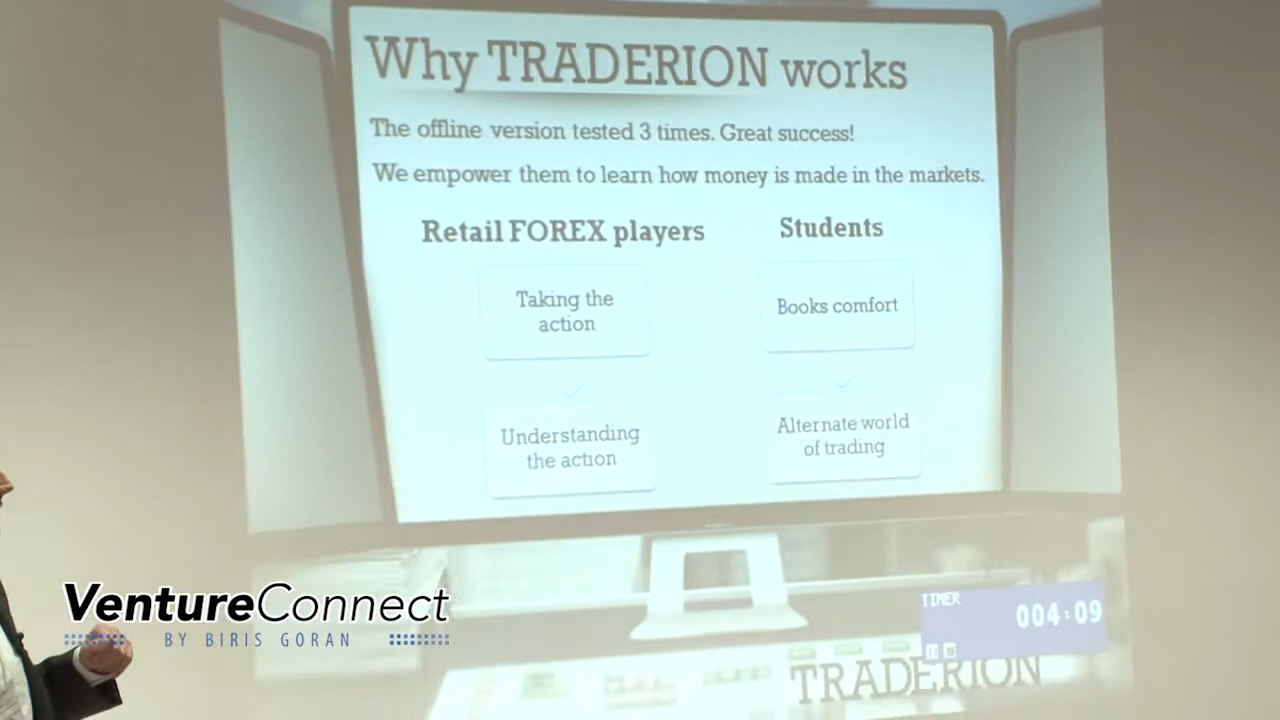 Why TRADERION works
The offline version tested 3 times. Great success!
We empower them to learn how money is made in the markets.
Retail FOREX players
Students
Taking the
action
Books comfort
Understanding
the action
Alternate world
of trading
VentureConnect
BY BIRIS GORAN
TIMER
004:09
TRADERION